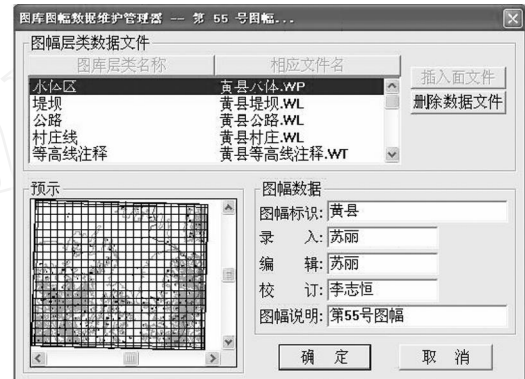 图库图幅数据维护管理器 -- 第 55 号图幅...
图幅层类数据文件
图库层类名称 相应文件名
水体区 黄县水体.WP
堤坝 黄县堤坝.WL
公路 黄县公路.WL
村庄线 黄县村庄.WL
等高线注释 黄县等高线注释.WT
插入面文件
删除数据文件
预示
图幅数据
图幅标识: 黄县
录 入: 苏丽
编 辑: 苏丽
校 订: 李志恒
图幅说明: 第55号图幅
确 定 取 消